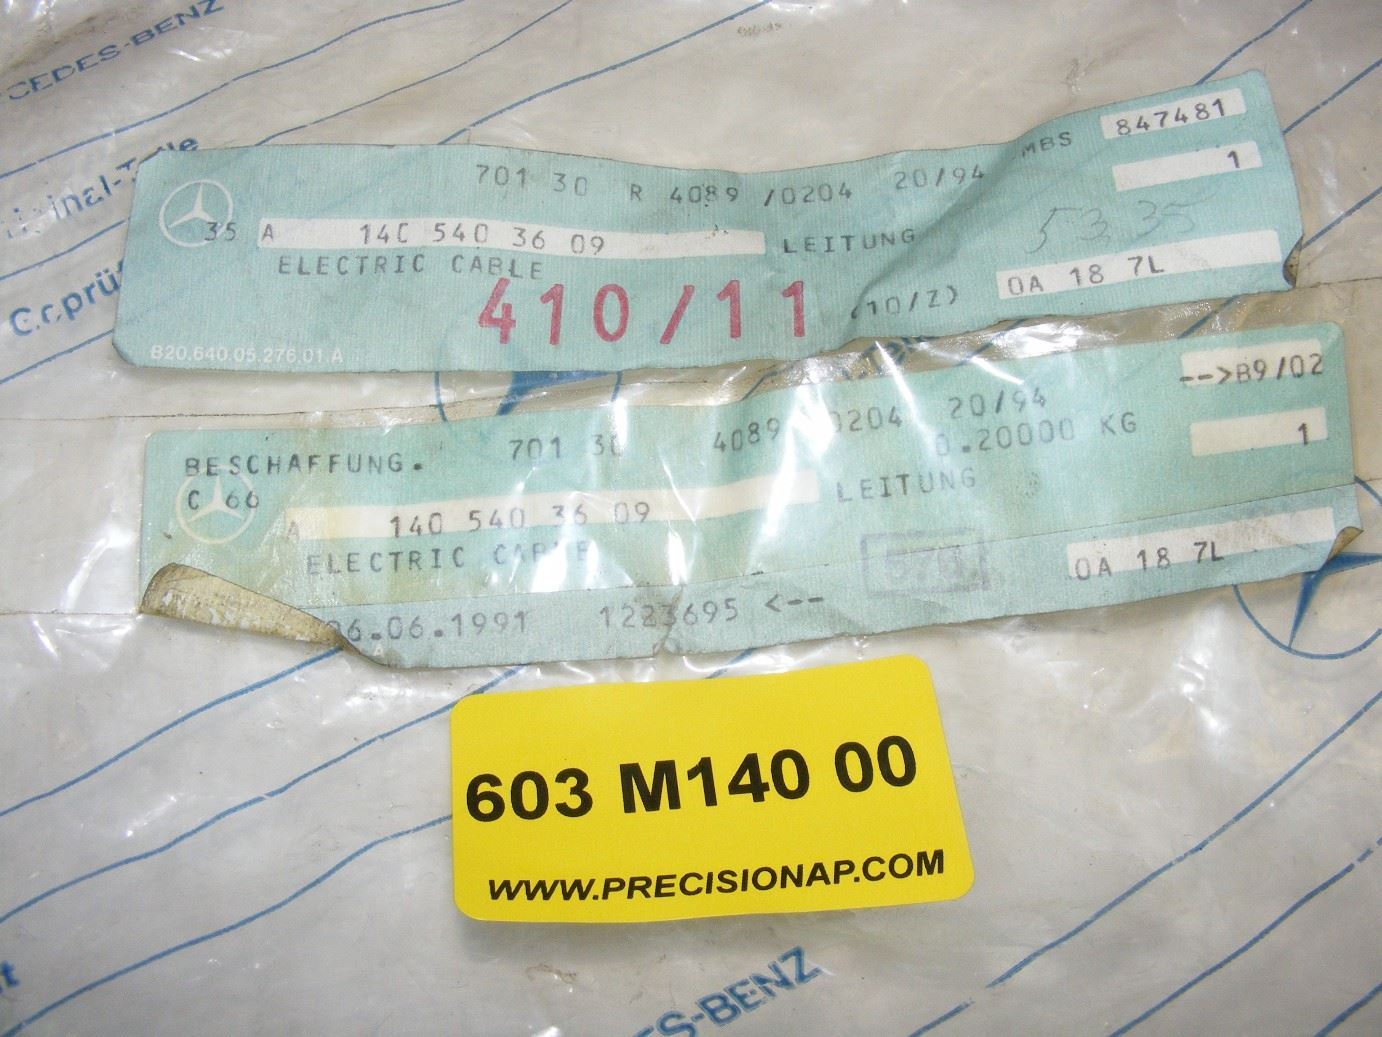 CEDES-BENZ
701 30 R 4089 /0204 20/94 MBS 847481
1
35 A 140 540 36 09 LEITUNG 5335
ELECTRIC CABLE
410/11 (10/Z) 0A 18 7L
B20.640.05.276.01 A
-->B9/02
BESCHAFFUNG. 701 30 4089 0204 20/94
C 66 0.20000 KG 1
A 140 540 36 09 LEITUNG
ELECTRIC CABLE 0A 18 7L
06.06.1991 1223695 <--
603 M140 00
WWW.PRECISIONAP.COM
ES-BENZ